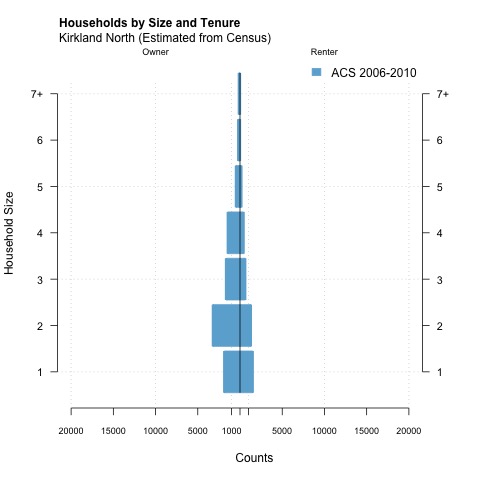 Households by Size and Tenure
Kirkland North (Estimated from Census)
Owner Renter
ACS 2006-2010
7+ 7+
6 6
5 5
4 4
3 3
2 2
1 1
Household Size
20000 15000 10000 5000 1000 5000 10000 15000 20000
Counts